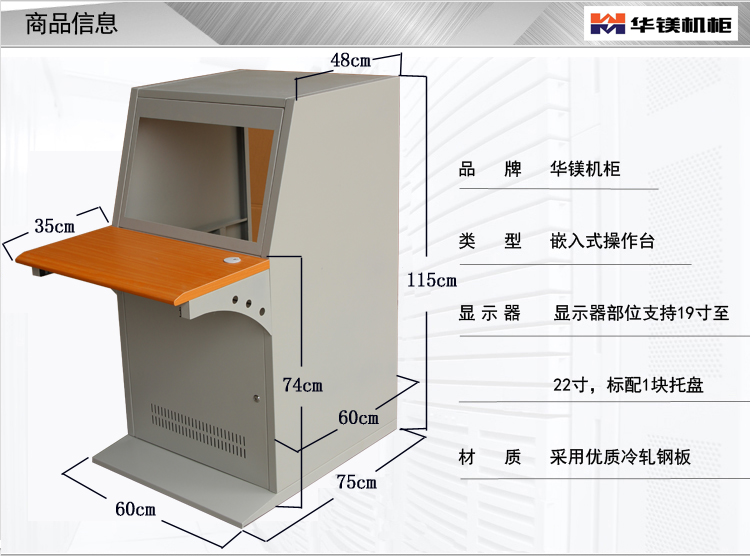 商品信息
华镁机柜
48cm
35cm
品 牌 华镁机柜
类 型 嵌入式操作台
115cm
显 示 器 显示器部位支持19寸至
22寸，标配1块托盘
74cm
60cm
材 质 采用优质冷轧钢板
75cm
60cm